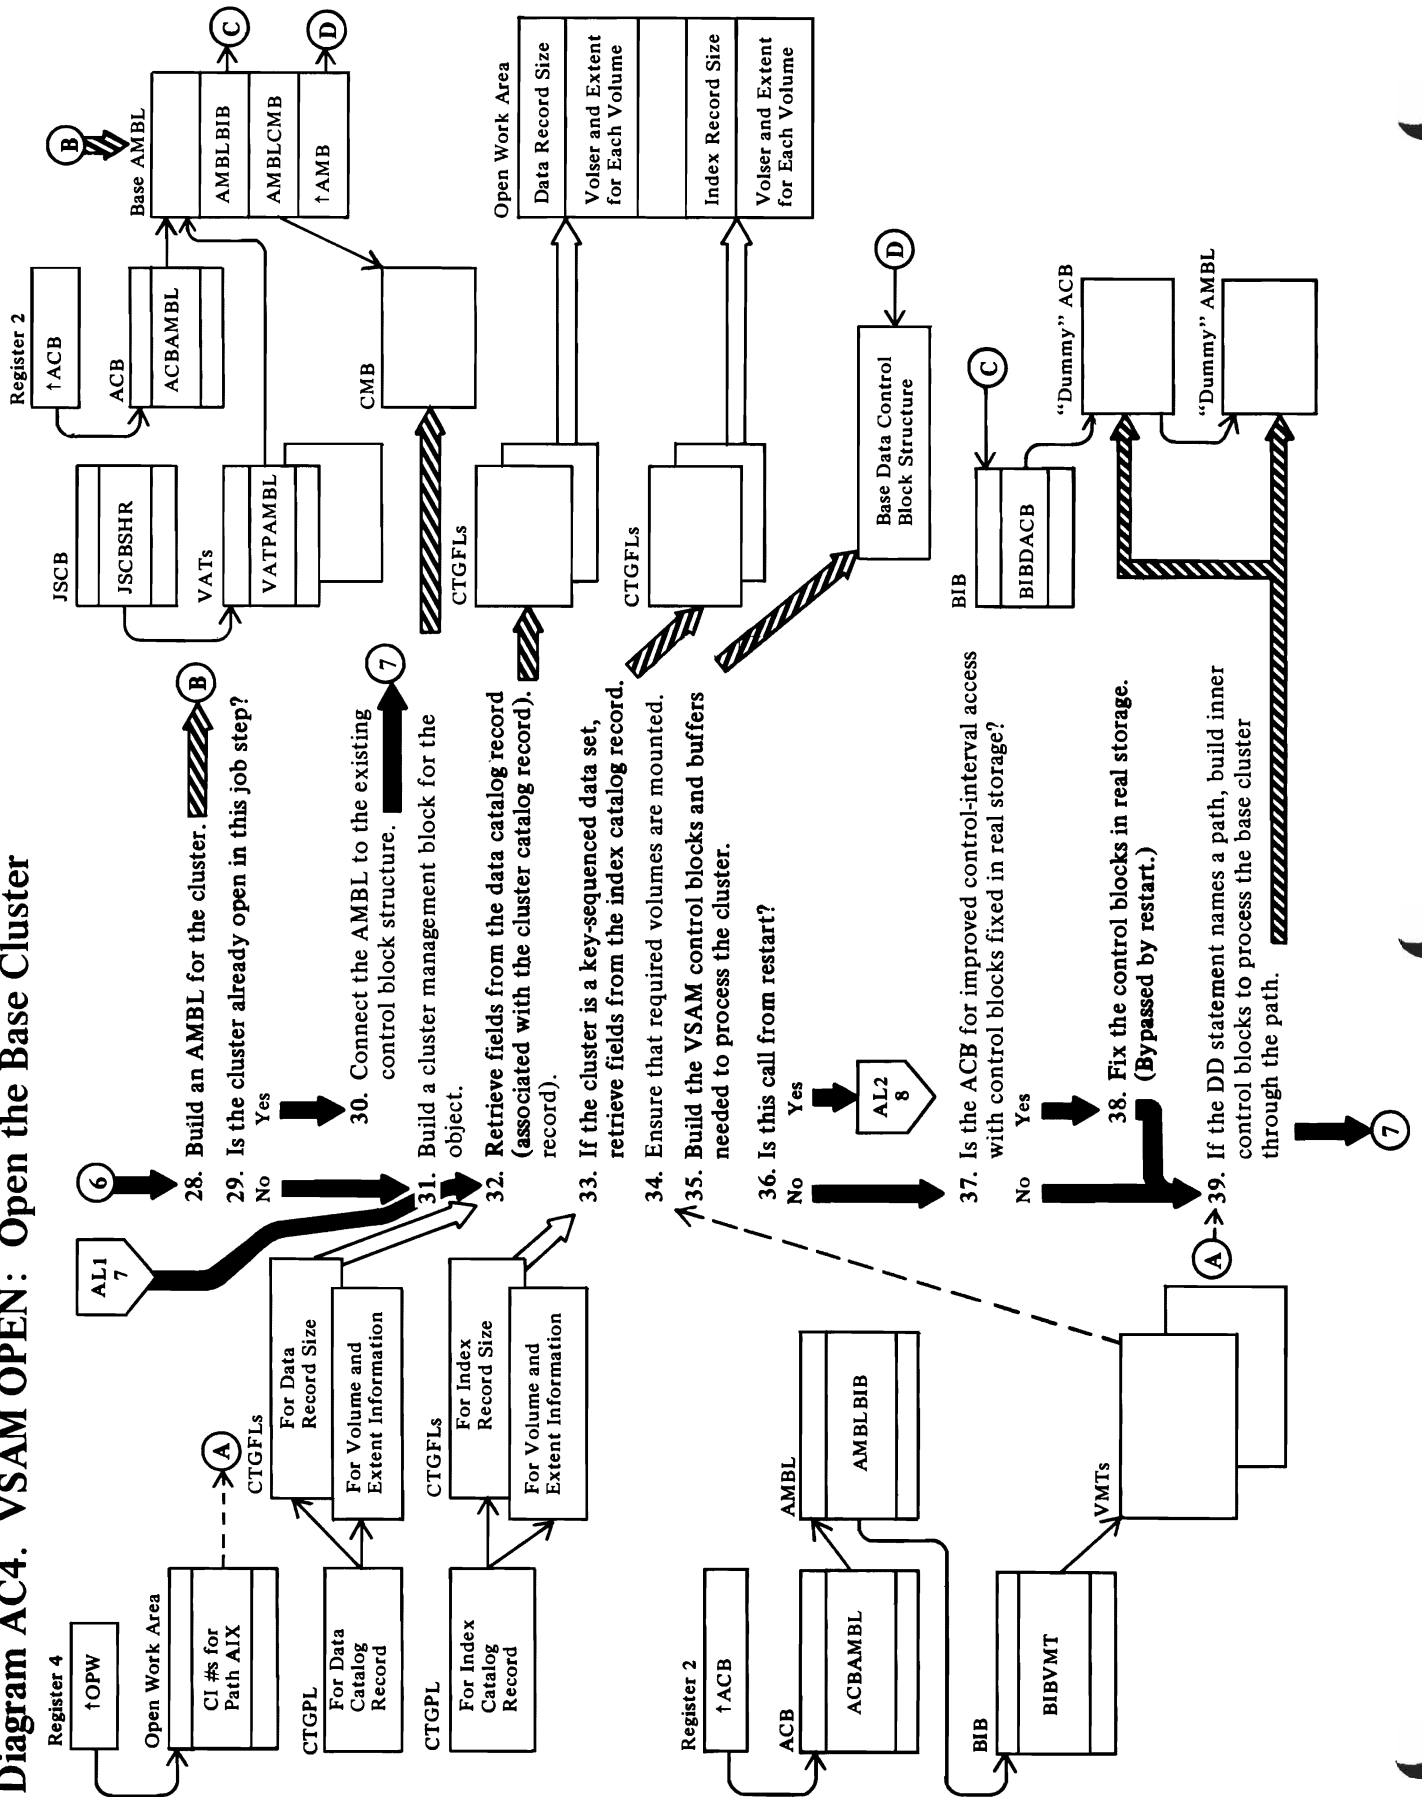 Diagram AC4. VSAM OPEN: Open the Base Cluster
Register 4
↑OPW
Open Work Area
CI #s for
Path AIX
A
CTGPL
For Data
Catalog
Record
CTGFLs
For Data
Record Size
For Volume and
Extent Information
CTGPL
For Index
Catalog
Record
CTGFLs
For Index
Record Size
For Volume and
Extent Information
Register 2
↑ACB
ACB
ACBAMBL
AMBL
AMBLBIB
BIB
BIBVMT
VMTs
AL1
7
6
28. Build an AMBL for the cluster.
B
29. Is the cluster already open in this job step?
No
Yes
30. Connect the AMBL to the existing
control block structure.
7
31. Build a cluster management block for the
object.
32. Retrieve fields from the data catalog record
(associated with the cluster catalog record).
record).
33. If the cluster is a key-sequenced data set,
retrieve fields from the index catalog record.
34. Ensure that required volumes are mounted.
35. Build the VSAM control blocks and buffers
needed to process the cluster.
36. Is this call from restart?
No
Yes
AL2
8
37. Is the ACB for improved control-interval access
with control blocks fixed in real storage?
No
Yes
38. Fix the control blocks in real storage.
(Bypassed by restart.)
A
39. If the DD statement names a path, build inner
control blocks to process the base cluster
through the path.
7
Register 2
↑ACB
ACB
ACBAMBL
JSCB
JSCBSHR
VATs
VATPAMBL
B
Base AMBL
AMBLBIB
AMBLCMB
↑AMB
C
D
CMB
CTGFLs
Open Work Area
Data Record Size
Volser and Extent
for Each Volume
Index Record Size
Volser and Extent
for Each Volume
CTGFLs
Base Data Control
Block Structure
D
BIB
BIBDACB
C
“Dummy” ACB
“Dummy” AMBL